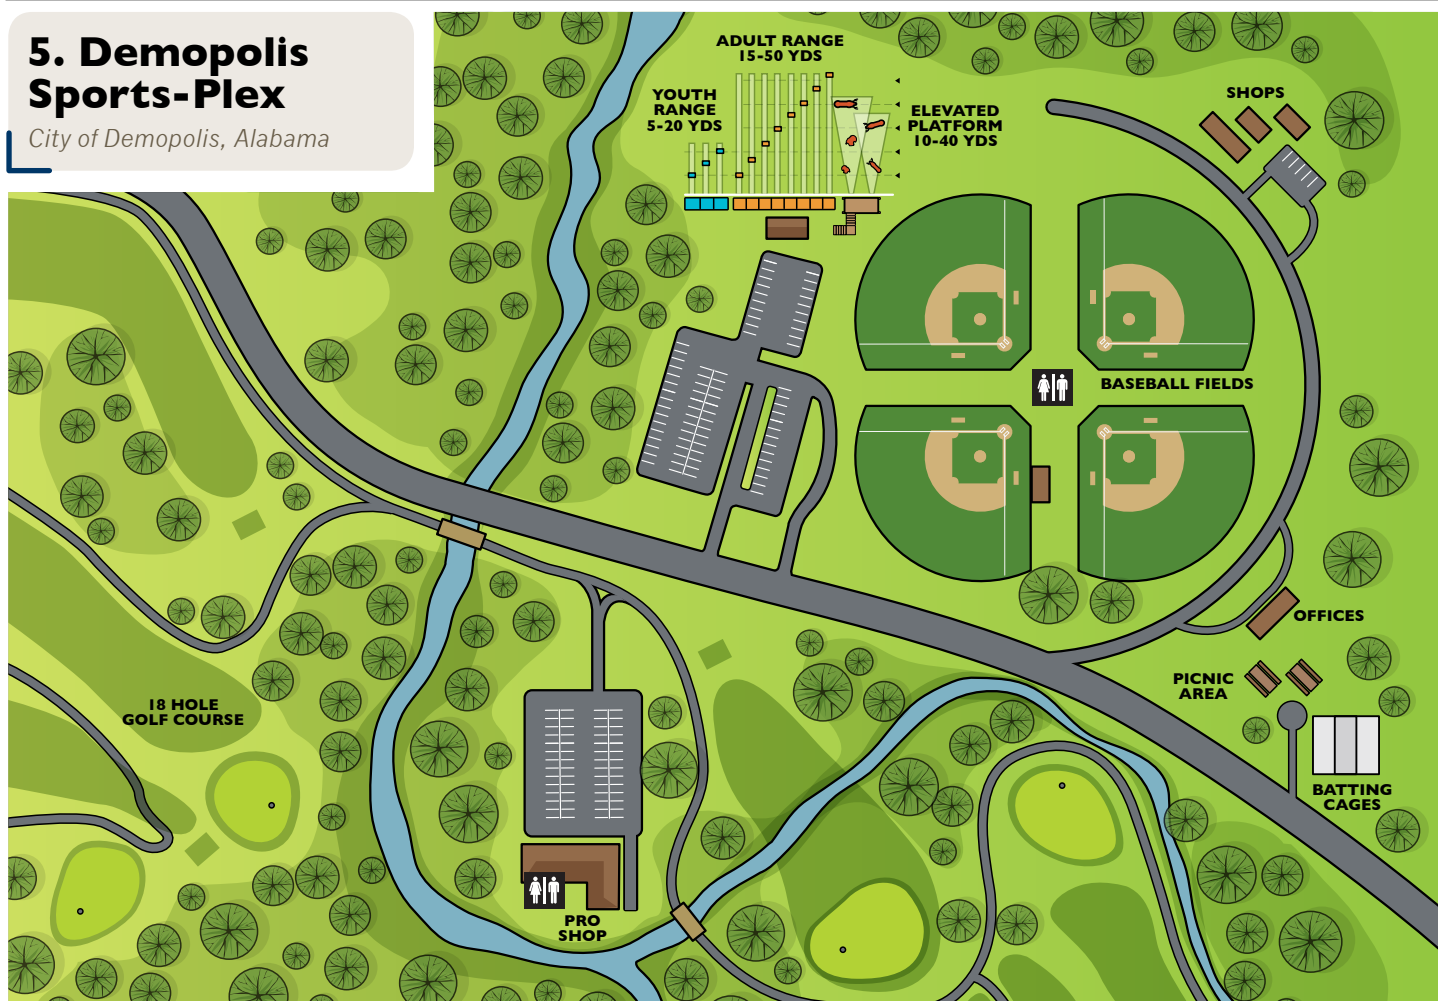 5. Demopolis
Sports-Plex
City of Demopolis, Alabama
ADULT RANGE
15-50 YDS
YOUTH
RANGE
5-20 YDS
ELEVATED
PLATFORM
10-40 YDS
SHOPS
BASEBALL FIELDS
OFFICES
PICNIC
AREA
BATTING
CAGES
18 HOLE
GOLF COURSE
PRO
SHOP